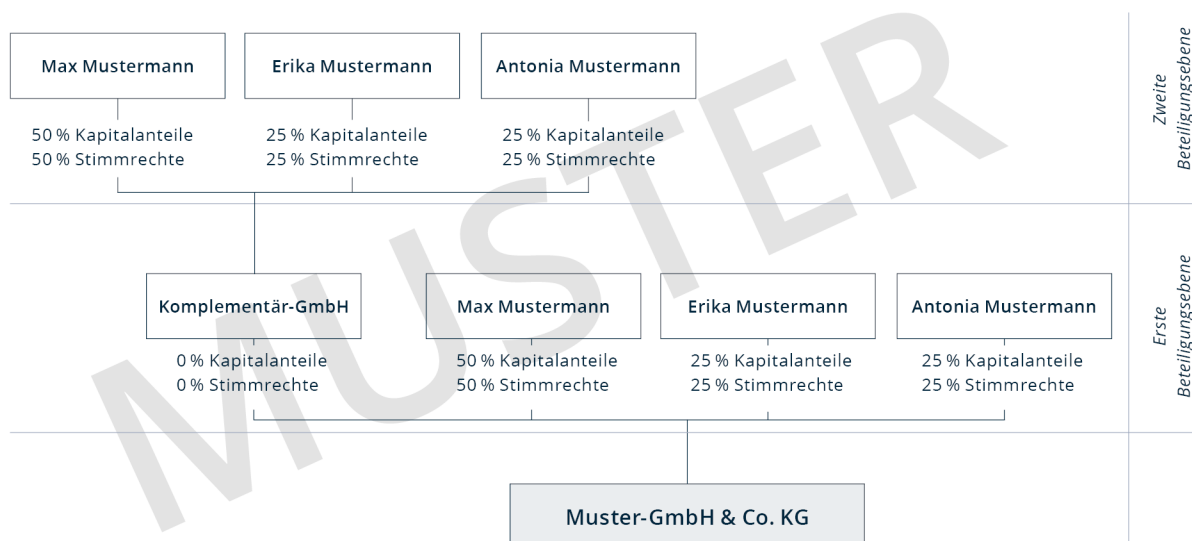 Max Mustermann
Erika Mustermann
Antonia Mustermann
50 % Kapitalanteile
50 % Stimmrechte
25 % Kapitalanteile
25 % Stimmrechte
25 % Kapitalanteile
25 % Stimmrechte
Zweite
Beteiligungsebene
Komplementär-GmbH
Max Mustermann
Erika Mustermann
Antonia Mustermann
0 % Kapitalanteile
0 % Stimmrechte
50 % Kapitalanteile
50 % Stimmrechte
25 % Kapitalanteile
25 % Stimmrechte
25 % Kapitalanteile
25 % Stimmrechte
Erste
Beteiligungsebene
Muster-GmbH & Co. KG
MUSTER